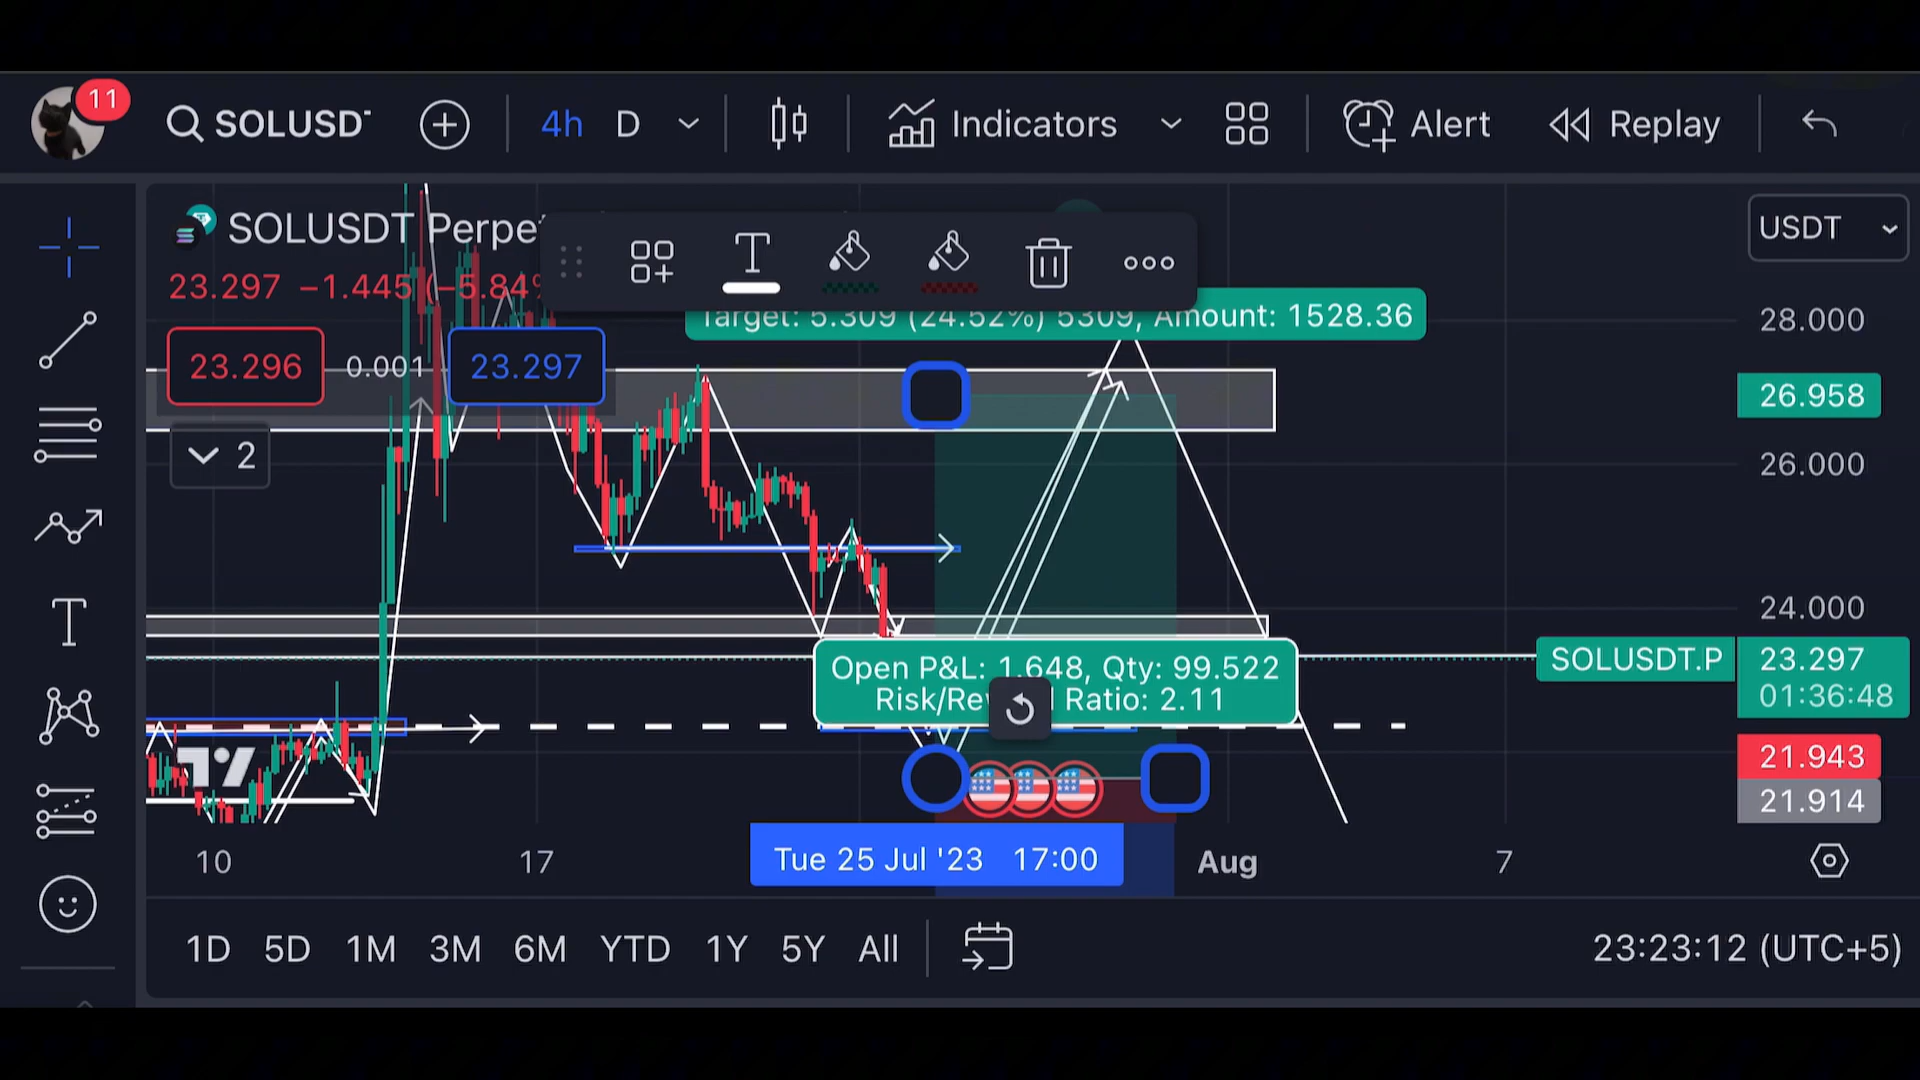 11
SOLUSDT
4h D
Indicators
Alert
Replay
SOLUSDT Perpet
23.297 −1.445 (−5.84%
USDT
Target: 5.309 (24.52%) 5309, Amount: 1528.36
28.000
23.296 0.001 23.297
26.958
2
26.000
24.000
Open P&L: 1.648, Qty: 99.522
Risk/Rew Ratio: 2.11
SOLUSDT.P
23.297
01:36:48
21.943
21.914
10
17
Tue 25 Jul '23 17:00
Aug
7
1D 5D 1M 3M 6M YTD 1Y 5Y All
23:23:12 (UTC+5)